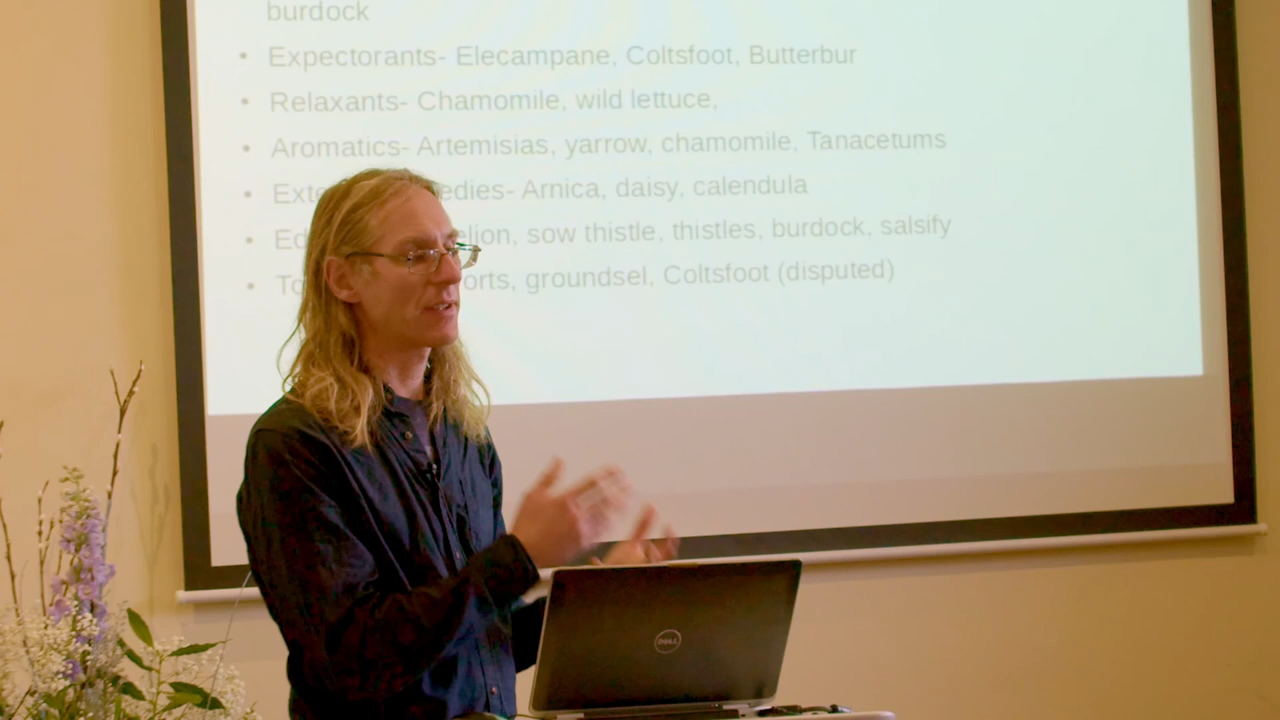 burdock
• Expectorants- Elecampane, Coltsfoot, Butterbur
• Relaxants- Chamomile, wild lettuce,
• Aromatics- Artemisias, yarrow, chamomile, Tanacetums
• Exte edies- Arnica, daisy, calendula
• Ed elion, sow thistle, thistles, burdock, salsify
• To orts, groundsel, Coltsfoot (disputed)
DELL